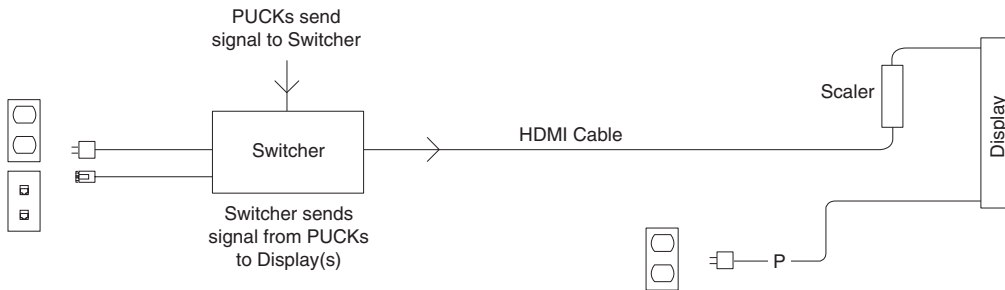 PUCKs send
signal to Switcher
Scaler
HDMI Cable
Switcher
Display
Switcher sends
signal from PUCKs
to Display(s)
P